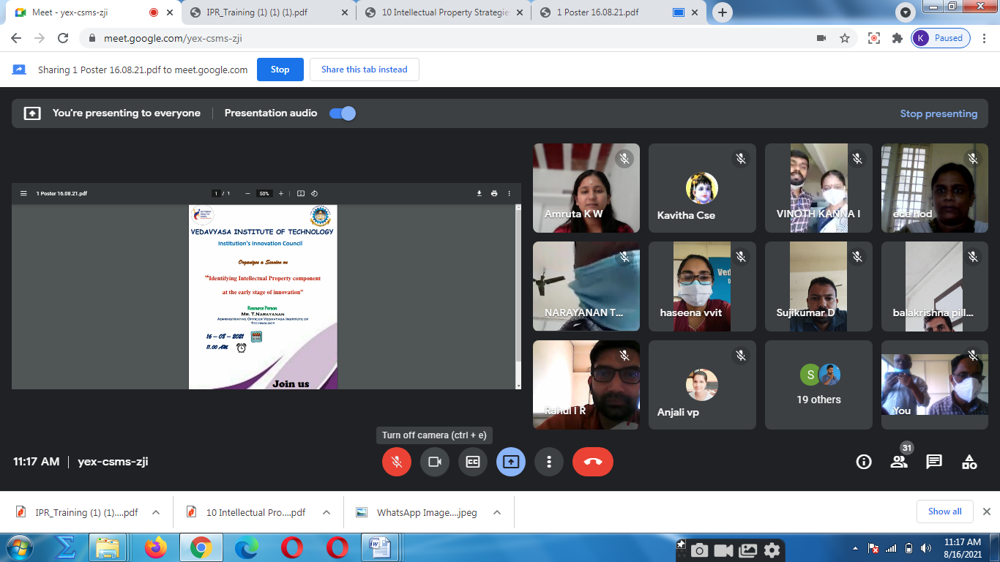 Meet - yex-csms-zji
IPR_Training (1) (1) (1).pdf
10 Intellectual Property Strategie
1 Poster 16.08.21.pdf
meet.google.com/yex-csms-zji
K Paused
Sharing 1 Poster 16.08.21.pdf to meet.google.com
Stop
Share this tab instead
You're presenting to everyone
Presentation audio
Stop presenting
1 Poster 16.08.21.pdf
1 / 1
50%
VEDAVYASA INSTITUTE OF TECHNOLOGY
Institution's Innovation Council
Organizes a Session on
"Identifying Intellectual Property component
at the early stage of innovation"
Resource Person
MR. T.NARAYANAN
ADMINISTRATIVE OFFICER VEDAVYASA INSTITUTE OF
TECHNOLOGY
16 – 08 – 2021
11.00 AM
Join us
Amruta K W
Kavitha Cse
VINOTH KANNA I
ece hod
NARAYANAN T...
haseena vvit
Sujikumar D
balakrishna pill...
Rahul I R
Anjali vp
S
19 others
You
Turn off camera (ctrl + e)
11:17 AM
yex-csms-zji
31
IPR_Training (1) (1)....pdf
10 Intellectual Pro....pdf
WhatsApp Image....jpeg
Show all
11:17 AM
8/16/2021